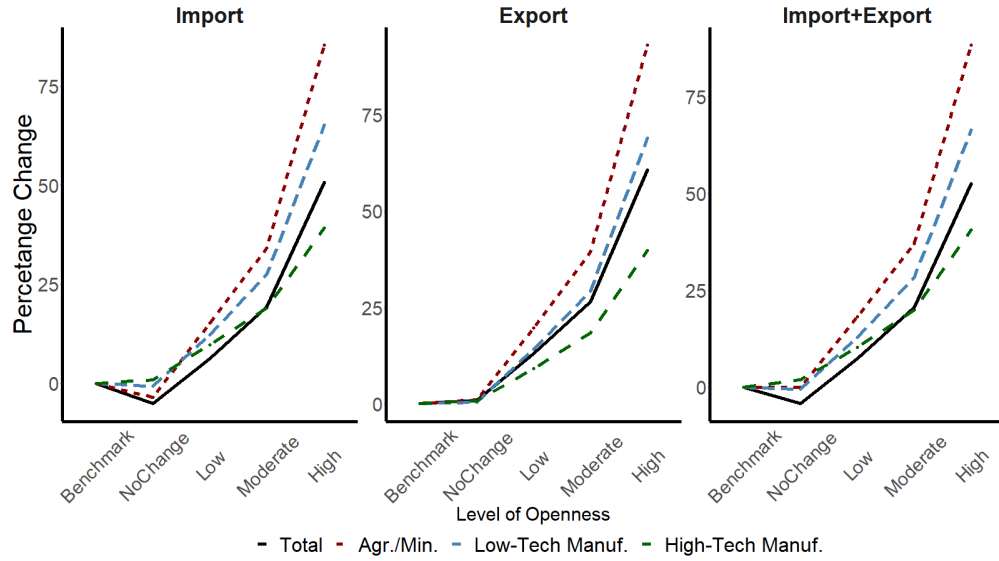 Import Export Import+Export
Percetange Change
75
50
25
0
75
50
25
0
75
50
25
0
Benchmark NoChange Low Moderate High
Benchmark NoChange Low Moderate High
Benchmark NoChange Low Moderate High
Level of Openness
Total Agr./Min. Low-Tech Manuf. High-Tech Manuf.